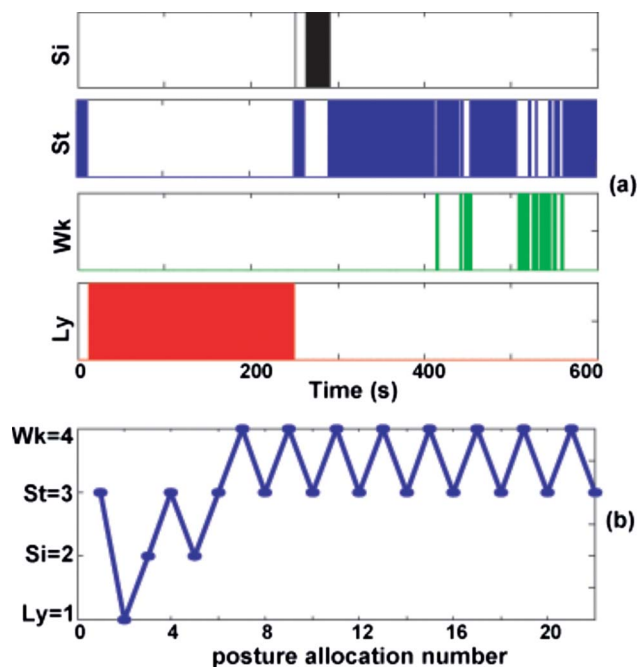 Si
St
(a)
Wk
Ly
0 200 400 600
Time (s)
Wk=4
St=3
(b)
Si=2
Ly=1
0 4 8 12 16 20
posture allocation number